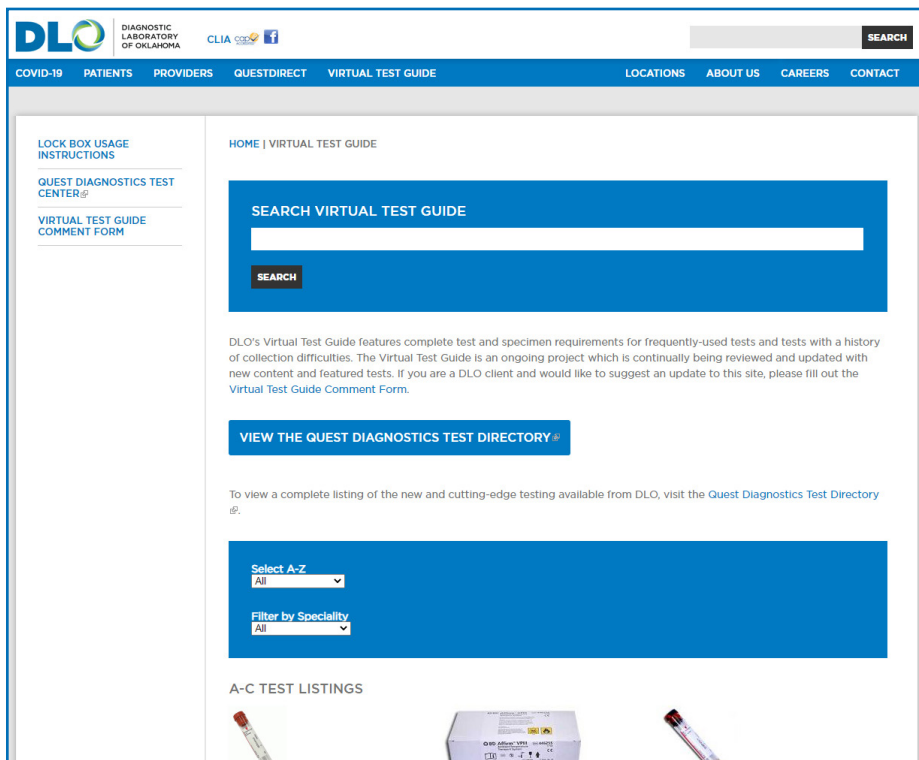 DLO
DIAGNOSTIC
LABORATORY
OF OKLAHOMA
CLIA
SEARCH
COVID-19 PATIENTS PROVIDERS QUESTDIRECT VIRTUAL TEST GUIDE LOCATIONS ABOUT US CAREERS CONTACT
LOCK BOX USAGE
INSTRUCTIONS
QUEST DIAGNOSTICS TEST
CENTER
VIRTUAL TEST GUIDE
COMMENT FORM
HOME | VIRTUAL TEST GUIDE
SEARCH VIRTUAL TEST GUIDE
SEARCH
DLO's Virtual Test Guide features complete test and specimen requirements for frequently-used tests and tests with a history
of collection difficulties. The Virtual Test Guide is an ongoing project which is continually being reviewed and updated with
new content and featured tests. If you are a DLO client and would like to suggest an update to this site, please fill out the
Virtual Test Guide Comment Form.
VIEW THE QUEST DIAGNOSTICS TEST DIRECTORY
To view a complete listing of the new and cutting-edge testing available from DLO, visit the Quest Diagnostics Test Directory
.
Select A-Z
All
Filter by Speciality
All
A-C TEST LISTINGS
BD Affirm VPIII